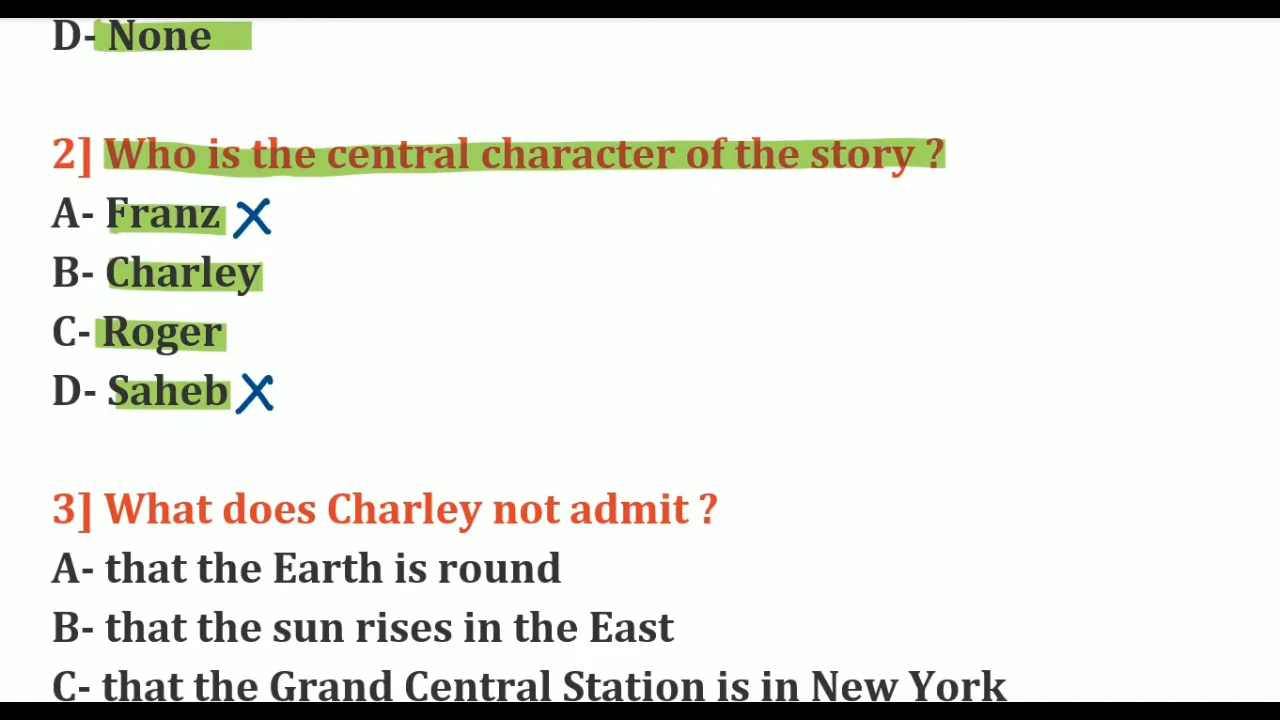 D- None
2] Who is the central character of the story ?
A- Franz X
B- Charley
C- Roger
D- Saheb X
3] What does Charley not admit ?
A- that the Earth is round
B- that the sun rises in the East
C- that the Grand Central Station is in New York